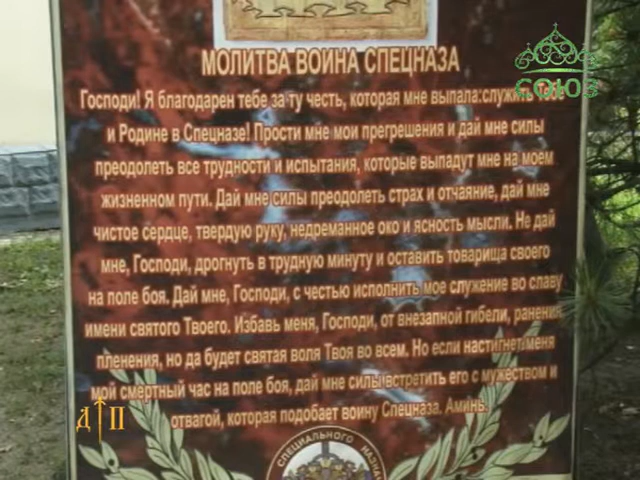 СОЮЗ
МОЛИТВА ВОИНА СПЕЦНАЗА
Господи! Я благодарен тебе за ту честь, которая мне выпала:служить Тебе
и Родине в Спецназе! Прости мне мои прегрешения и дай мне силы
преодолеть все трудности и испытания, которые выпадут мне на моем
жизненном пути. Дай мне силы преодолеть страх и отчаяние, дай мне
чистое сердце, твердую руку, недреманное око и ясность мысли. Не дай
мне, Господи, дрогнуть в трудную минуту и оставить товарища своего
на поле боя. Дай мне, Господи, с честью исполнить мое служение во славу
имени святого Твоего. Избавь меня, Господи, от внезапной гибели, ранения
пленения, но да будет святая воля Твоя во всем. Но если настигнет меня
мой смертный час на поле боя, дай мне силы встретить его с мужеством и
отвагой, которая подобает воину Спецназа. Аминь.
Д П
СПЕЦИАЛЬНОГО НАЗНАЧ